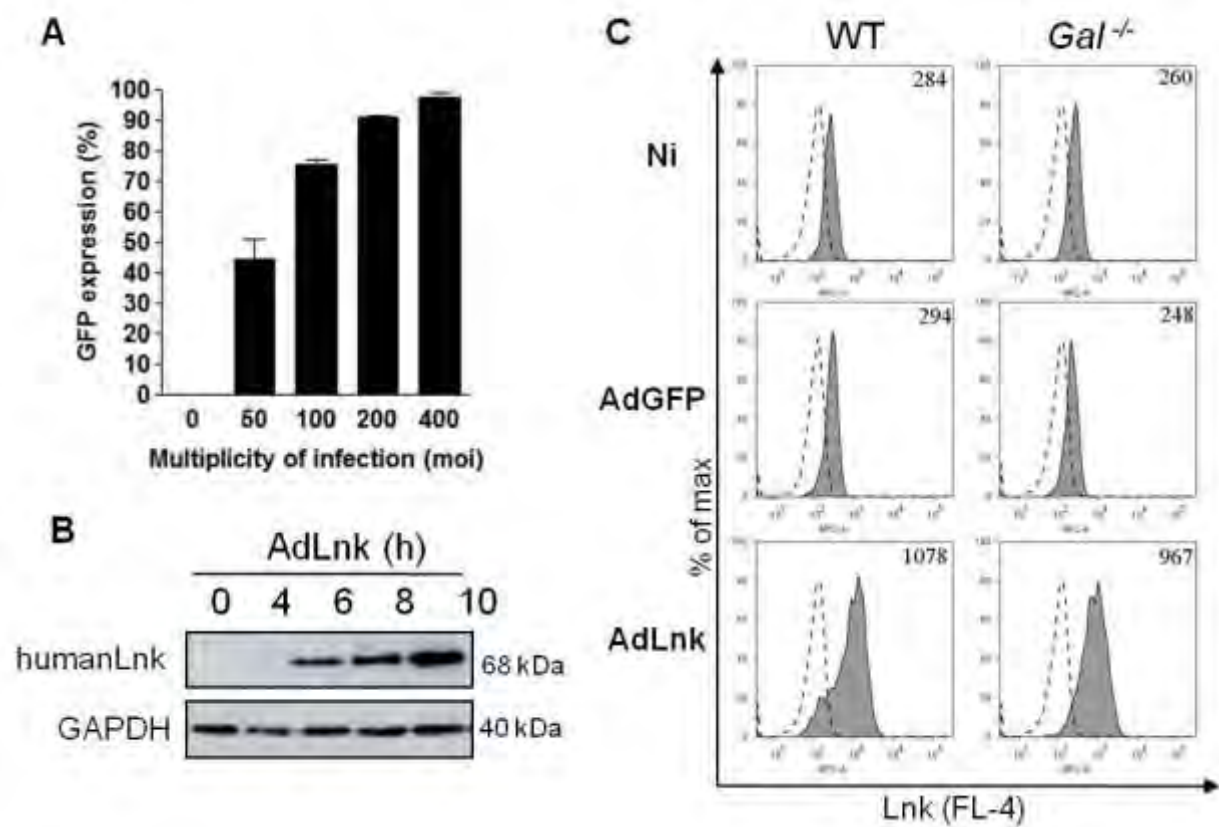 A
GFP expression (%)
100
90
80
70
60
50
40
30
20
10
0
0 50 100 200 400
Multiplicity of infection (moi)
B
AdLnk (h)
0 4 6 8 10
humanLnk
68 kDa
GAPDH
40 kDa
C
WT Gal -/-
Ni
284
260
AdGFP
294
248
AdLnk
1078
967
% of max
Lnk (FL-4)